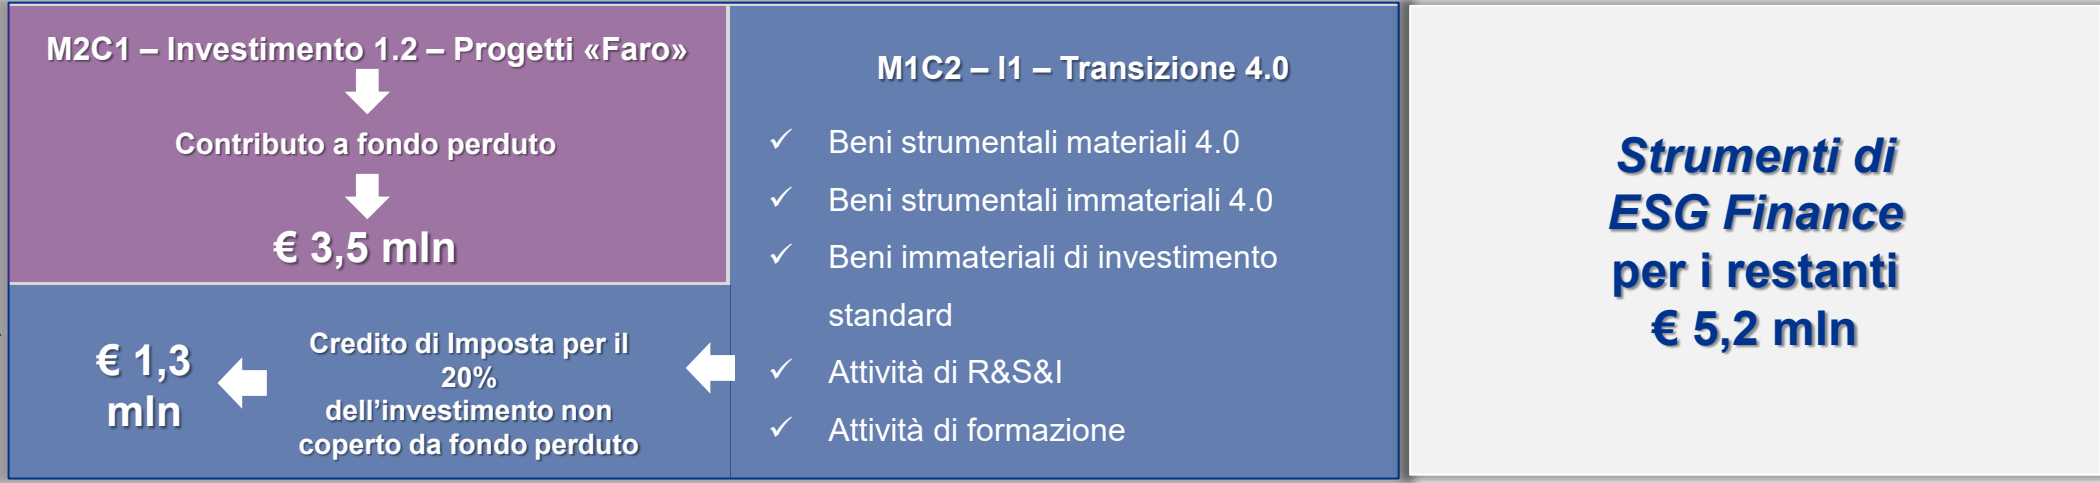 M2C1 – Investimento 1.2 – Progetti «Faro»
Contributo a fondo perduto
€ 3,5 mln
€ 1,3
mln
Credito di Imposta per il
20%
dell’investimento non
coperto da fondo perduto
M1C2 – I1 – Transizione 4.0
✓ Beni strumentali materiali 4.0
✓ Beni strumentali immateriali 4.0
✓ Beni immateriali di investimento
standard
✓ Attività di R&S&I
✓ Attività di formazione
Strumenti di
ESG Finance
per i restanti
€ 5,2 mln